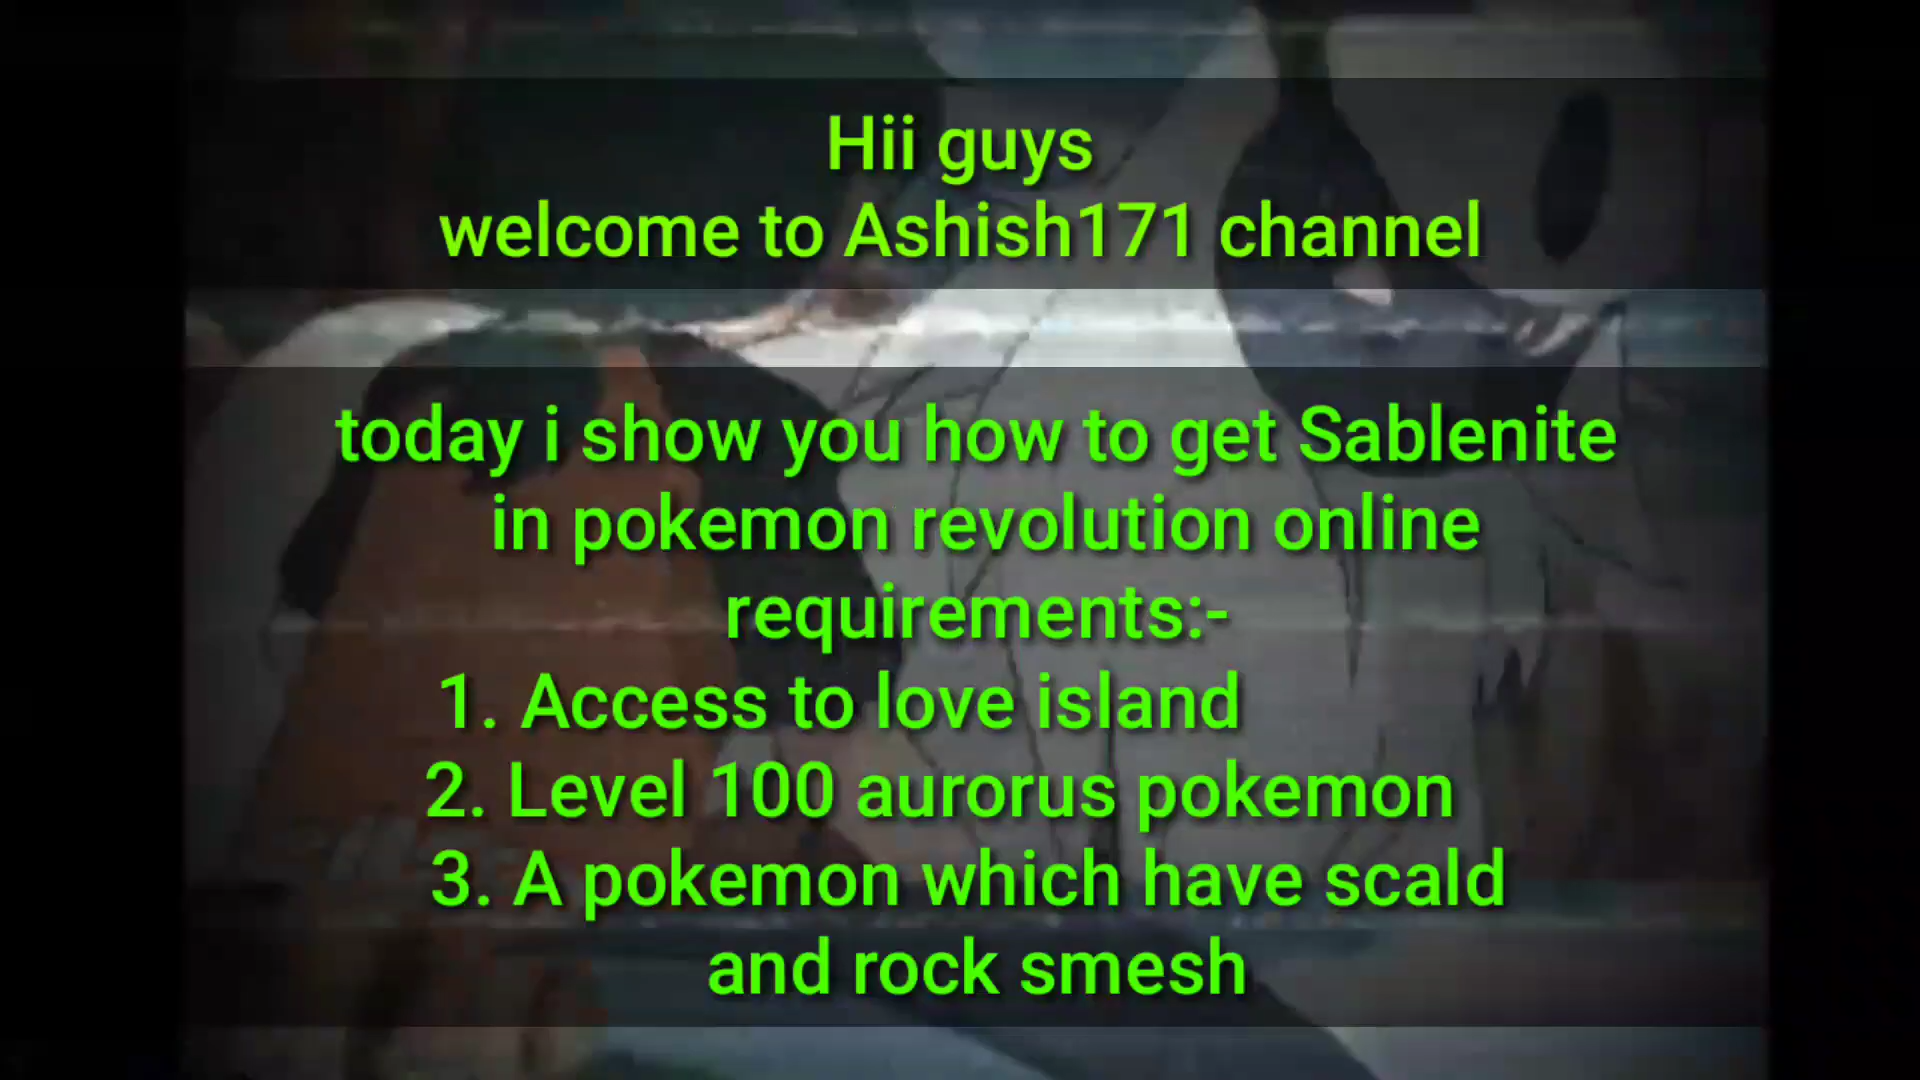 Hii guys
welcome to Ashish171 channel
today i show you how to get Sablenite
in pokemon revolution online
requirements:-
1. Access to love island
2. Level 100 aurorus pokemon
3. A pokemon which have scald
and rock smesh